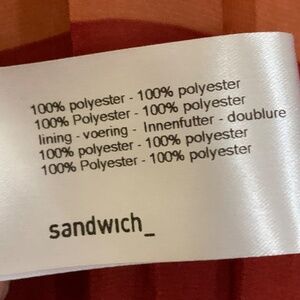 100% polyester - 100% polyester
100% Polyester - 100% polyester
lining - voering - Innenfutter - doublure
100% polyester - 100% polyester
100% Polyester - 100% polyester
sandwich_